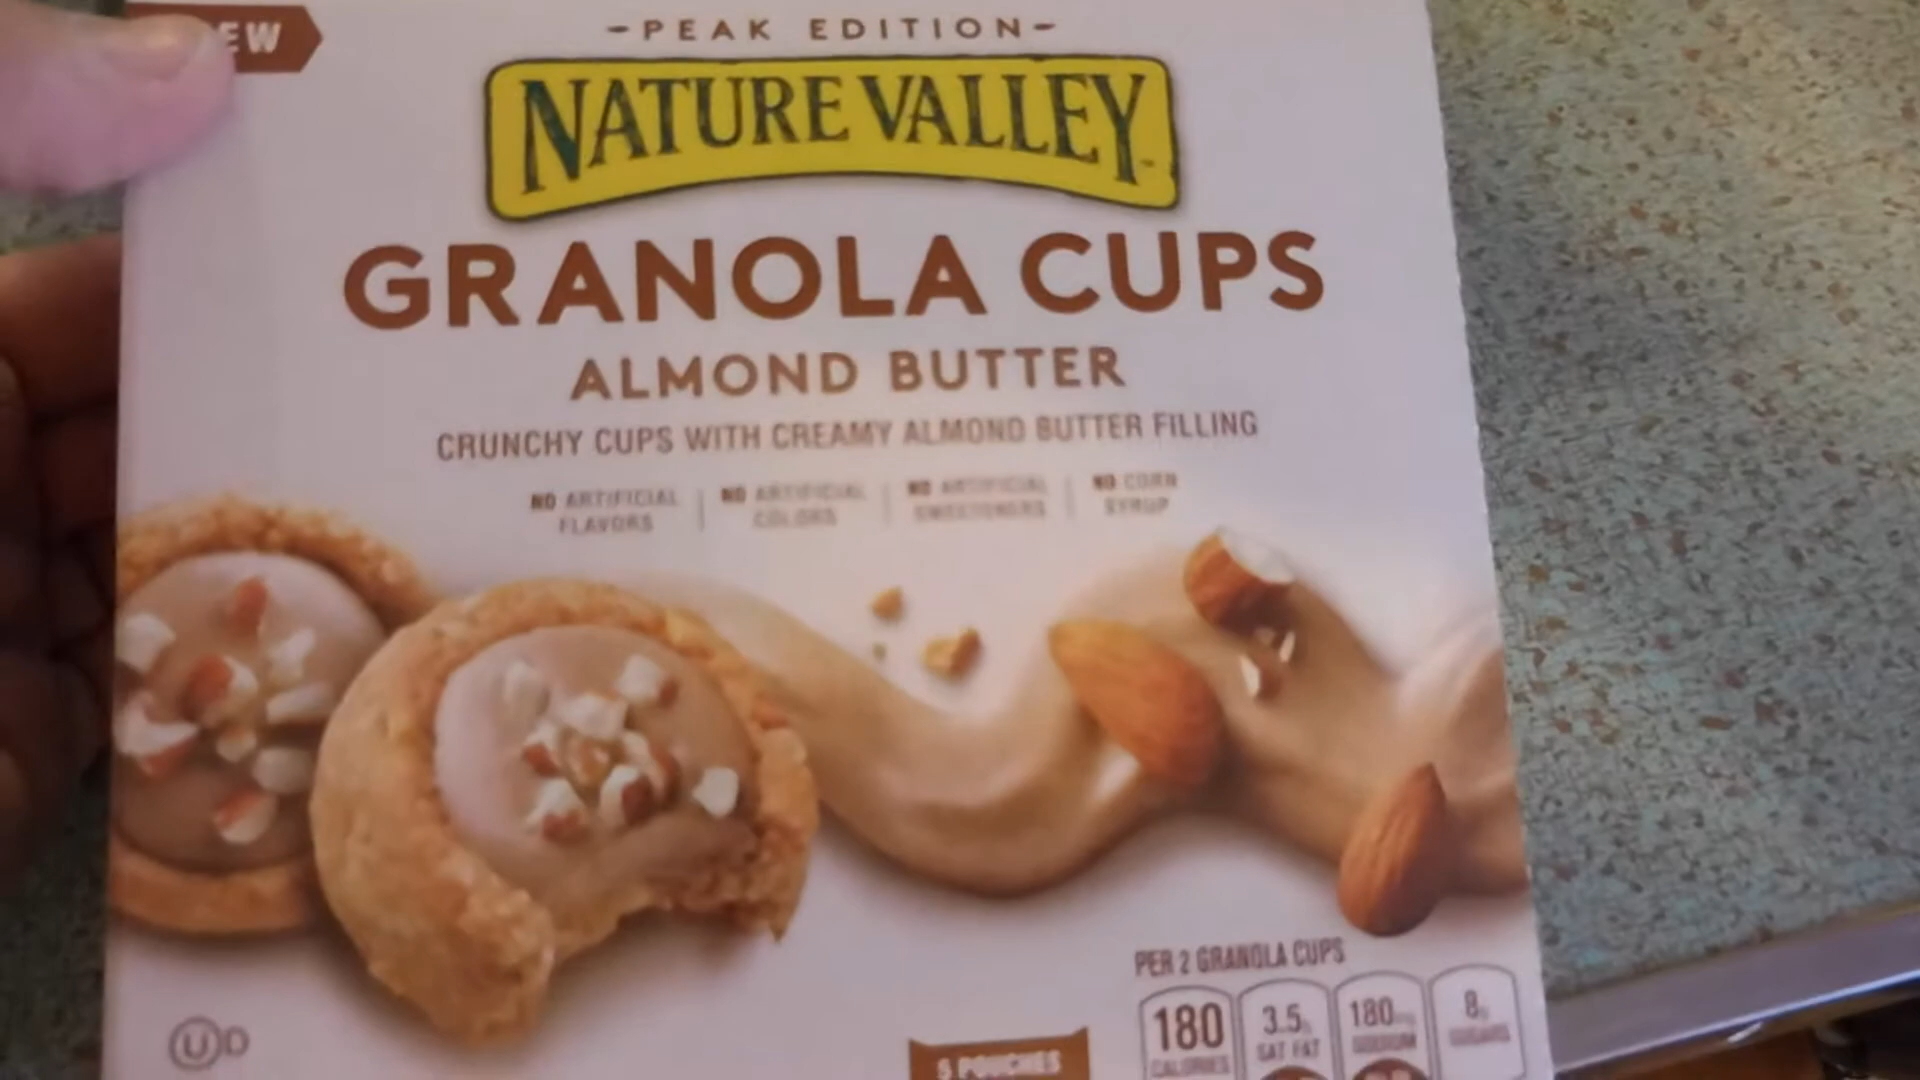 EW
-PEAK EDITION-
NATURE VALLEY
GRANOLA CUPS
ALMOND BUTTER
CRUNCHY CUPS WITH CREAMY ALMOND BUTTER FILLING
NO ARTIFICIAL FLAVORS
NO ARTIFICIAL COLORS
NO ARTIFICIAL SWEETENERS
NO CORN SYRUP
PER 2 GRANOLA CUPS
180 CALORIES
3.5g SAT FAT
180mg SODIUM
8g SUGARS
5 POUCHES
U D